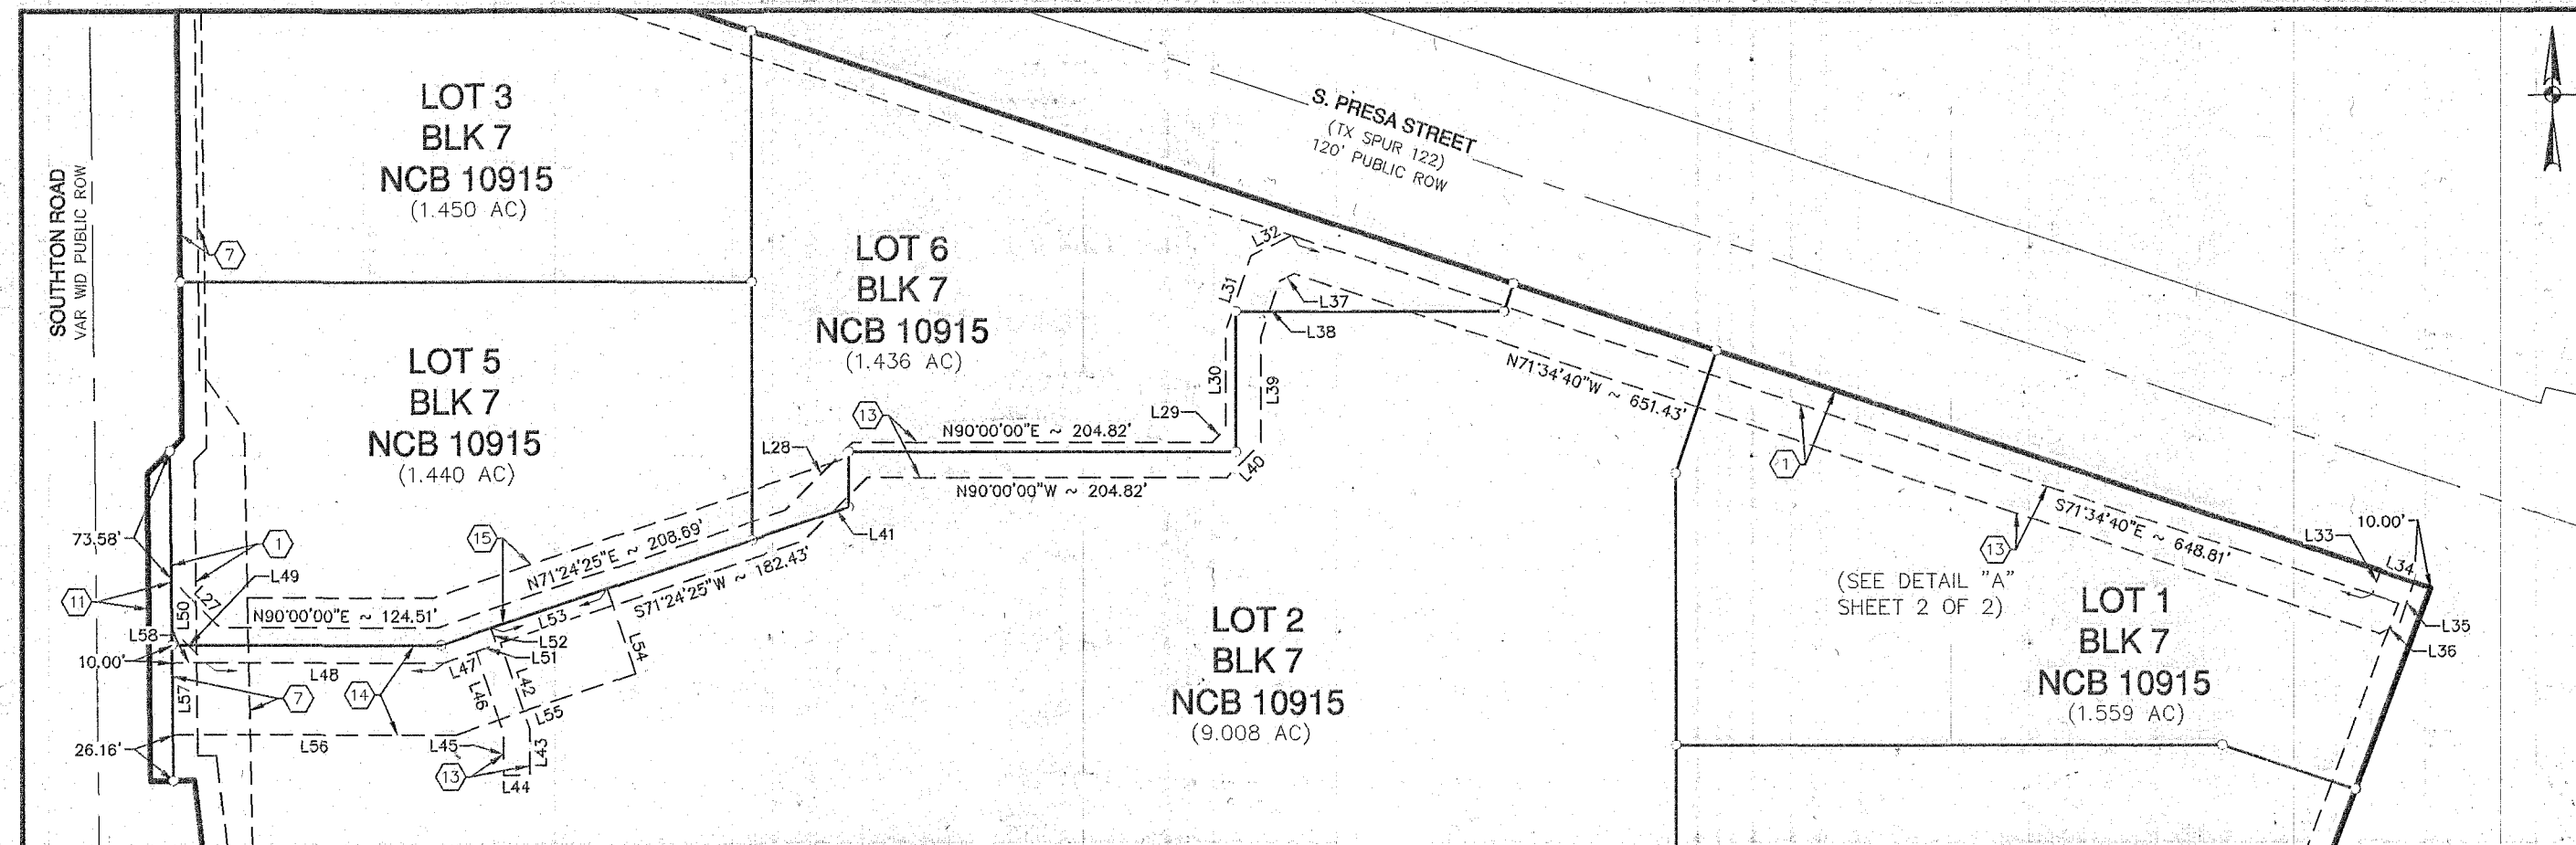 LOT 3
BLK 7
NCB 10915
(1.450 AC)
SOUTHTON ROAD
VAR WID PUBLIC ROW
7
S. PRESA STREET
(TX SPUR 122)
120' PUBLIC ROW
LOT 6
BLK 7
NCB 10915
(1.436 AC)
L32
L31
L37
L38
L30
L39
L29
L40
N71°34'40"W ~ 651.43'
LOT 5
BLK 7
NCB 10915
(1.440 AC)
13
N90°00'00"E ~ 204.82'
L28
N90°00'00"W ~ 204.82'
L41
1
13
S71°34'40"E ~ 648.81'
L33
10.00'
L34
L35
L36
(SEE DETAIL "A"
SHEET 2 OF 2)
LOT 1
BLK 7
NCB 10915
(1.559 AC)
73.58'
1
15
N71°24'25"E ~ 208.69'
S71°24'25"W ~ 182.43'
L49
11
L27
L50
N90°00'00"E ~ 124.51'
L58
10.00'
L53
L52
L51
L54
L48
L47
L57
7
14
L46
L42
L55
L56
L45
L43
26.16'
13
L44
LOT 2
BLK 7
NCB 10915
(9.008 AC)